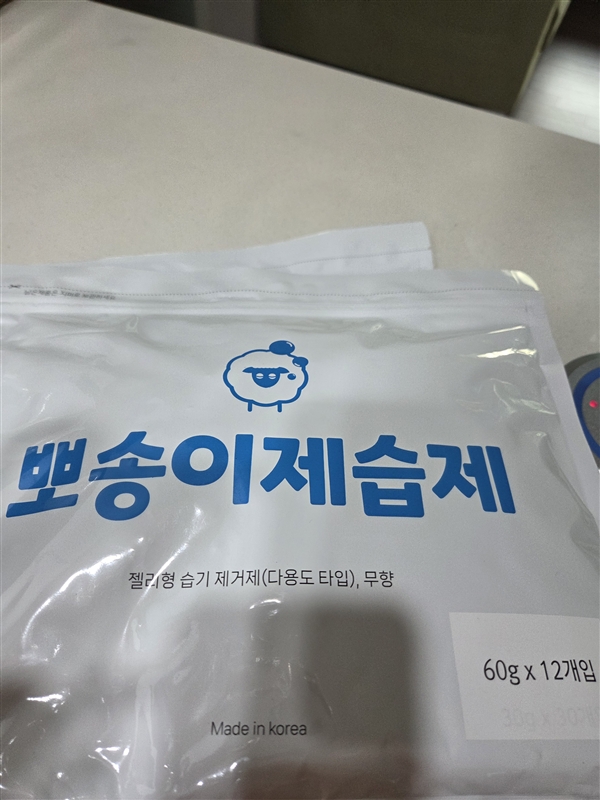 뽀송이제습제
젤리형 습기 제거제(다용도 타입), 무향
60g x 12개입
Made in korea